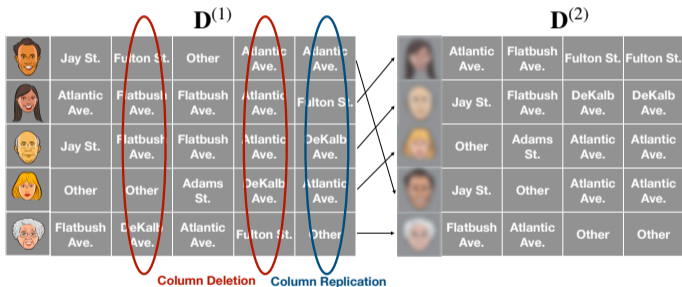 D(1) D(2)
Jay St. Fulton St. Other Atlantic Ave. Atlantic Ave.
Atlantic Ave. Flatbush Ave. Flatbush Ave. Atlantic Ave. Fulton St.
Jay St. Flatbush Ave. Flatbush Ave. Atlantic Ave. DeKalb Ave.
Other Other Adams St. DeKalb Ave. Atlantic Ave.
Flatbush Ave. DeKalb Ave. Atlantic Ave. Fulton St. Other
Atlantic Ave. Flatbush Ave. Fulton St. Fulton St.
Jay St. Flatbush Ave. DeKalb Ave. DeKalb Ave.
Other Adams St. Atlantic Ave. Atlantic Ave.
Jay St. Other Atlantic Ave. Atlantic Ave.
Flatbush Ave. Atlantic Ave. Other Other
Column Deletion Column Replication